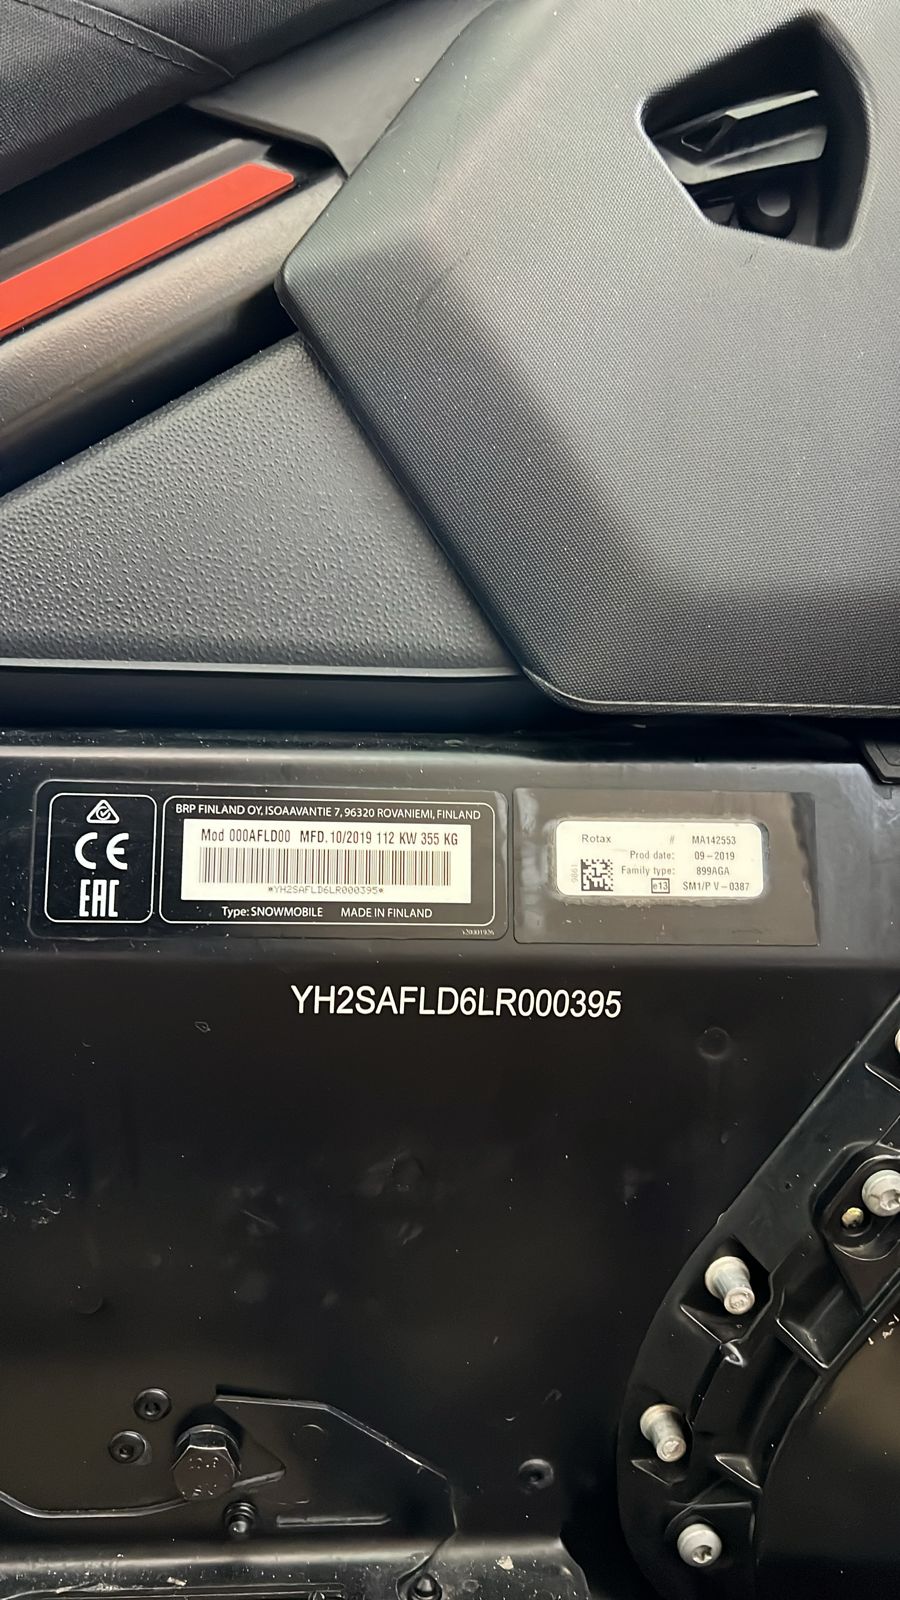 BRP FINLAND OY, ISOAAVANTIE 7, 96320 ROVANIEMI, FINLAND
Mod 000AFLD00 MFD. 10/2019 112 KW 355 KG
*YH2SAFLD6LR000395*
Type: SNOWMOBILE MADE IN FINLAND
CE
EAC
Rotax # MA142553
Prod date: 09-2019
Family type: 899AGA
e13 SM1/P V-0387
YH2SAFLD6LR000395